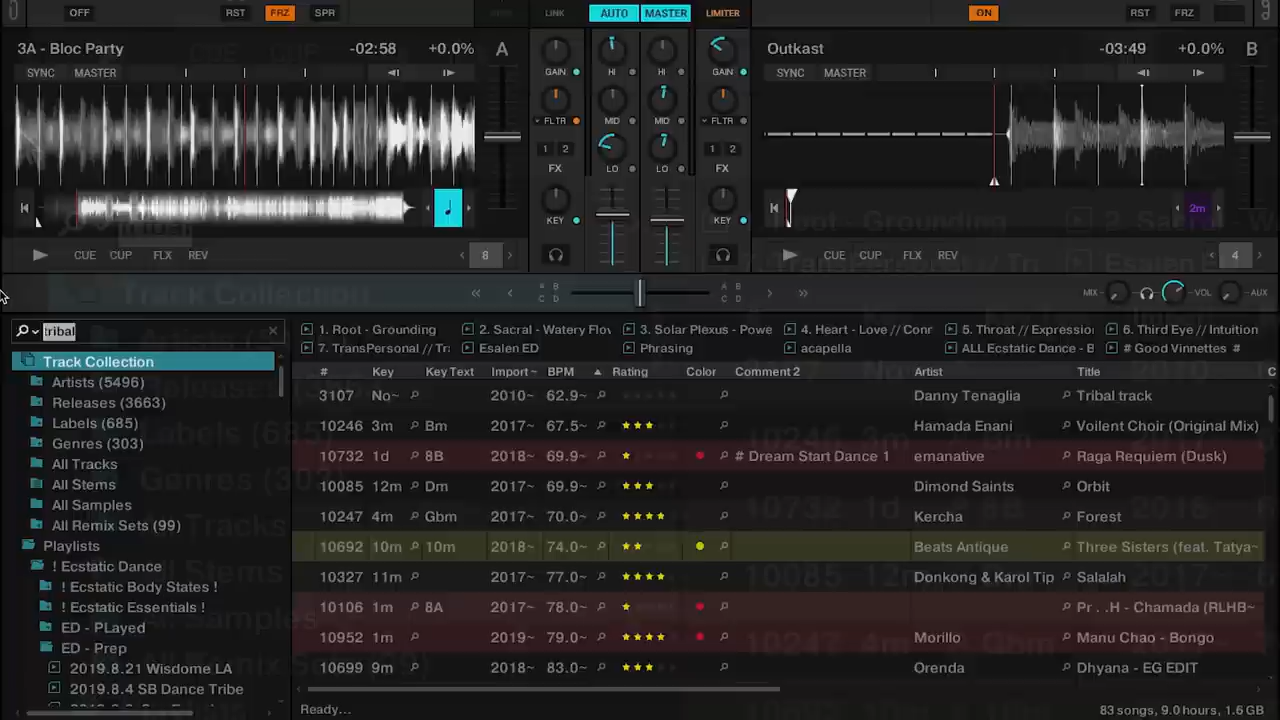 OFF RST FRZ SPR LINK AUTO MASTER LIMITER ON RST FRZ
3A - Bloc Party -02:58 +0.0% A
SYNC MASTER
Outkast -03:49 +0.0% B
SYNC MASTER
HI HI
GAIN GAIN
MID MID
FLTR FLTR
1 2 1 2
LO LO
FX FX
KEY KEY
2m
CUE CUP FLX REV 8
CUE CUP FLX REV 4
A B C D A B C D
MIX VOL AUX
tribal
Track Collection
Artists (5496)
Releases (3663)
Labels (685)
Genres (303)
All Tracks
All Stems
All Samples
All Remix Sets (99)
Playlists
! Ecstatic Dance
! Ecstatic Body States !
! Ecstatic Essentials !
ED - PLayed
ED - Prep
2019.8.21 Wisdome LA
2019.8.4 SB Dance Tribe
1. Root - Grounding 2. Sacral - Watery Flov 3. Solar Plexus - Powe 4. Heart - Love // Conr 5. Throat // Expressio 6. Third Eye // Intuition
7. TransPersonal // Tr Esalen ED Phrasing acapella ALL Ecstatic Dance - B # Good Vinnettes #
# Key Key Text Import~ BPM Rating Color Comment 2 Artist Title C
3107 No~ 2010~ 62.9~ Danny Tenaglia Tribal track
10246 3m Bm 2017~ 67.5~ Hamada Enani Voilent Choir (Original Mix)
10732 1d 8B 2018~ 69.9~ # Dream Start Dance 1 emanative Raga Requiem (Dusk)
10085 12m Dm 2017~ 69.9~ Dimond Saints Orbit
10247 4m Gbm 2017~ 70.0~ Kercha Forest
10692 10m 10m 2018~ 74.0~ Beats Antique Three Sisters (feat. Tatya~
10327 11m 2017~ 77.0~ Donkong & Karol Tip Salalah
10106 1m 8A 2017~ 78.0~ Pr . .H - Chamada (RLHB~
10952 1m 2019~ 79.0~ Morillo Manu Chao - Bongo
10699 9m 2018~ 83.0~ Orenda Dhyana - EG EDIT
Ready... 83 songs, 9.0 hours, 1.6 GB